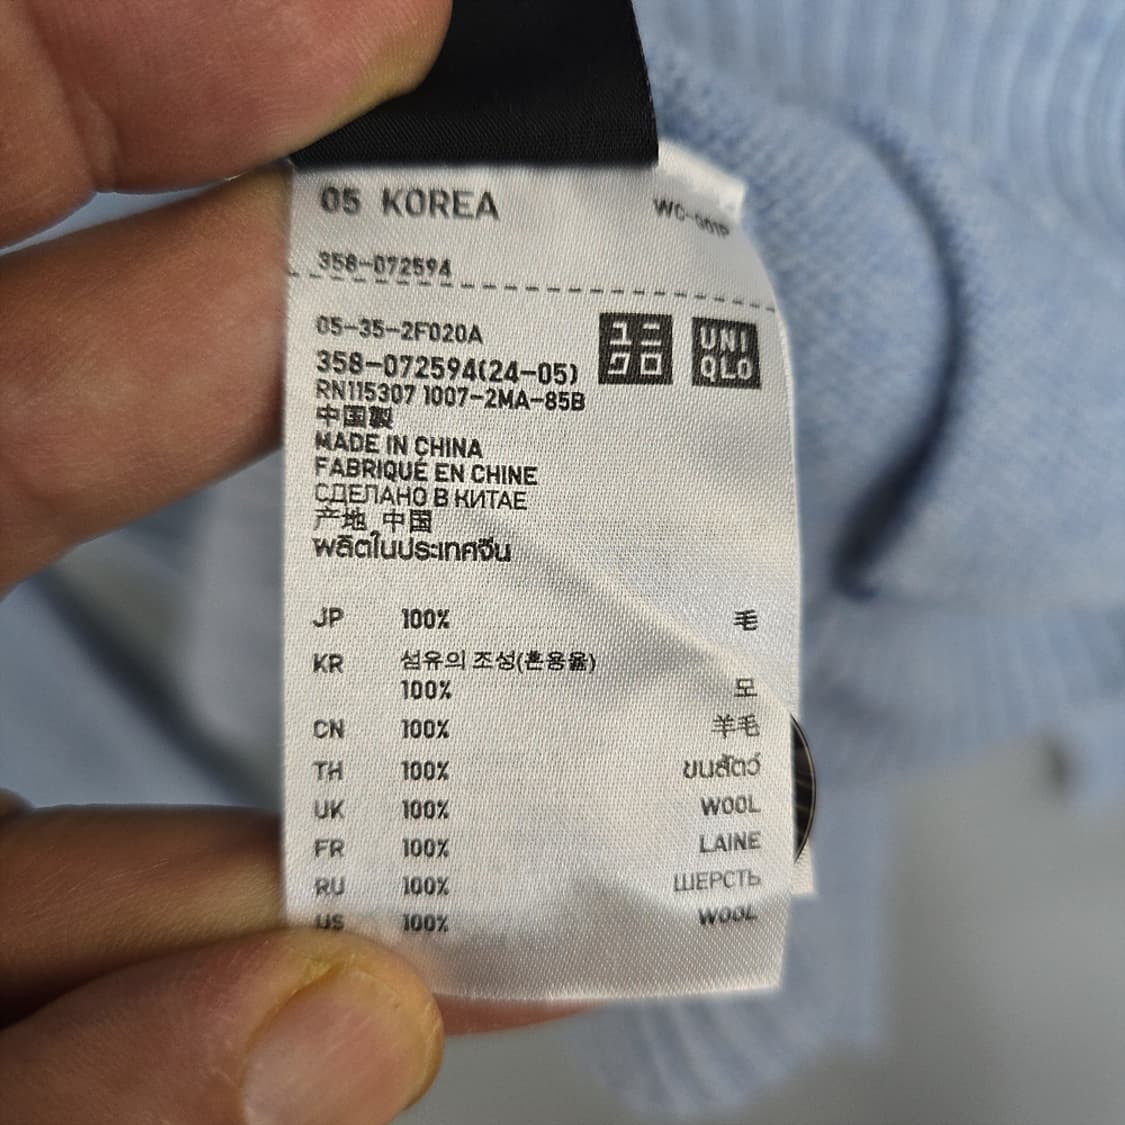 05 KOREA
WC-001P
358-072594
05-35-2F020A
358-072594(24-05)
RN115307 1007-2MA-85B
ユニ
クロ
UNI
QLO
中国製
MADE IN CHINA
FABRIQUÉ EN CHINE
СДЕЛАНО В КИТАЕ
产地 中国
ผลิตในประเทศจีน
JP 100% 毛
KR 섬유의 조성(혼용율)
100% 모
CN 100% 羊毛
TH 100% ขนสัตว์
UK 100% WOOL
FR 100% LAINE
RU 100% ШЕРСТЬ
US 100% WOOL